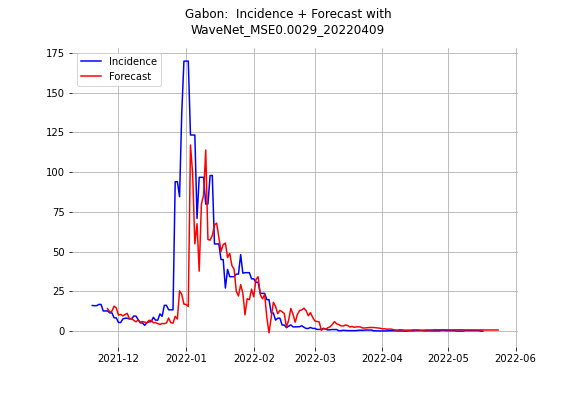 Gabon:  Incidence + Forecast with
WaveNet_MSE0.0029_20220409
175
150
125
100
75
50
25
0
Incidence
Forecast
2021-12 2022-01 2022-02 2022-03 2022-04 2022-05 2022-06